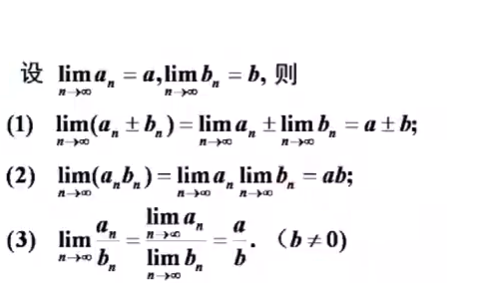 设 lim_{n→∞} a_n = a, lim_{n→∞} b_n = b, 则
(1) lim_{n→∞} (a_n ± b_n) = lim_{n→∞} a_n ± lim_{n→∞} b_n = a ± b;
(2) lim_{n→∞} (a_n b_n) = lim_{n→∞} a_n lim_{n→∞} b_n = ab;
(3) lim_{n→∞} a_n/b_n = (lim_{n→∞} a_n)/(lim_{n→∞} b_n) = a/b. (b ≠ 0)